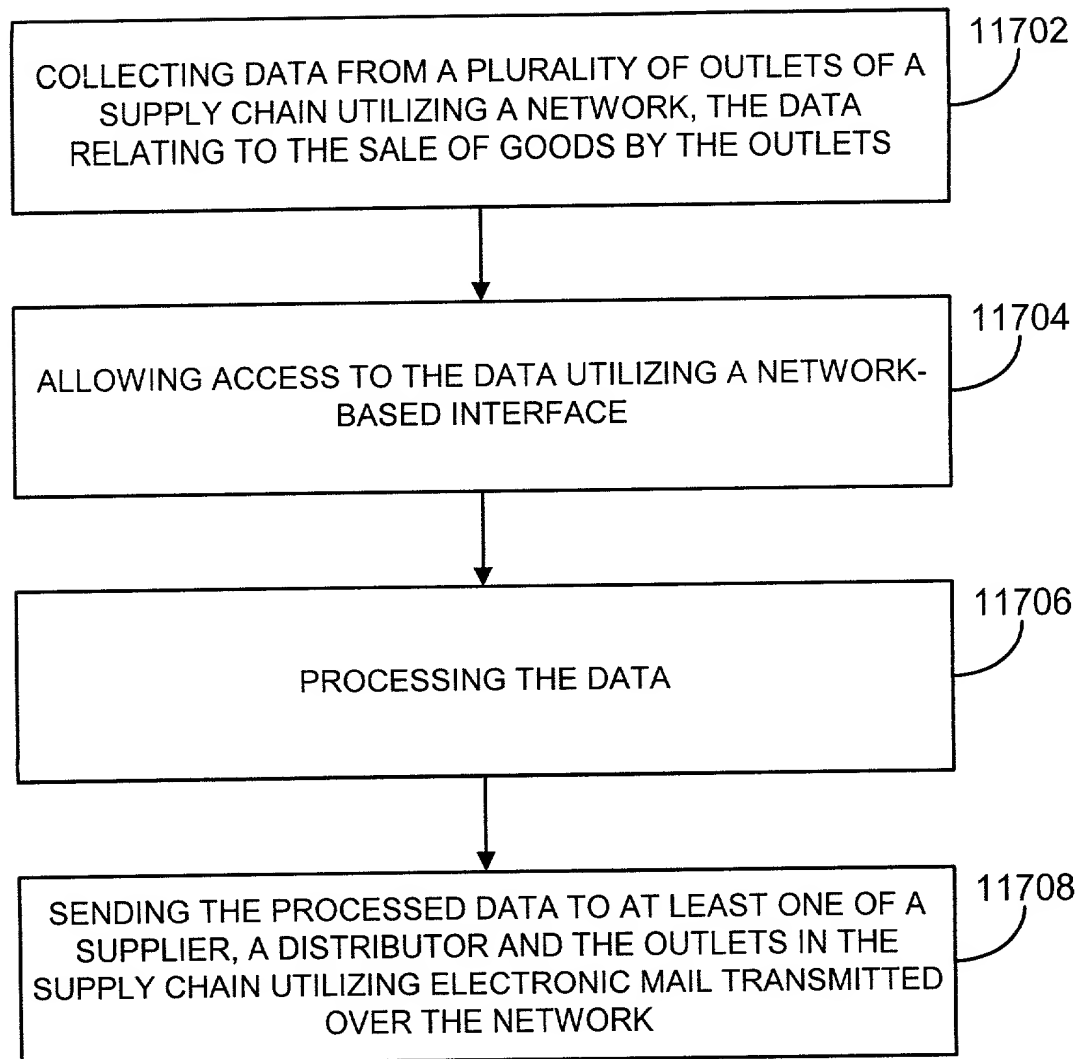 11702
COLLECTING DATA FROM A PLURALITY OF OUTLETS OF A
SUPPLY CHAIN UTILIZING A NETWORK, THE DATA
RELATING TO THE SALE OF GOODS BY THE OUTLETS
11704
ALLOWING ACCESS TO THE DATA UTILIZING A NETWORK-
BASED INTERFACE
11706
PROCESSING THE DATA
11708
SENDING THE PROCESSED DATA TO AT LEAST ONE OF A
SUPPLIER, A DISTRIBUTOR AND THE OUTLETS IN THE
SUPPLY CHAIN UTILIZING ELECTRONIC MAIL TRANSMITTED
OVER THE NETWORK